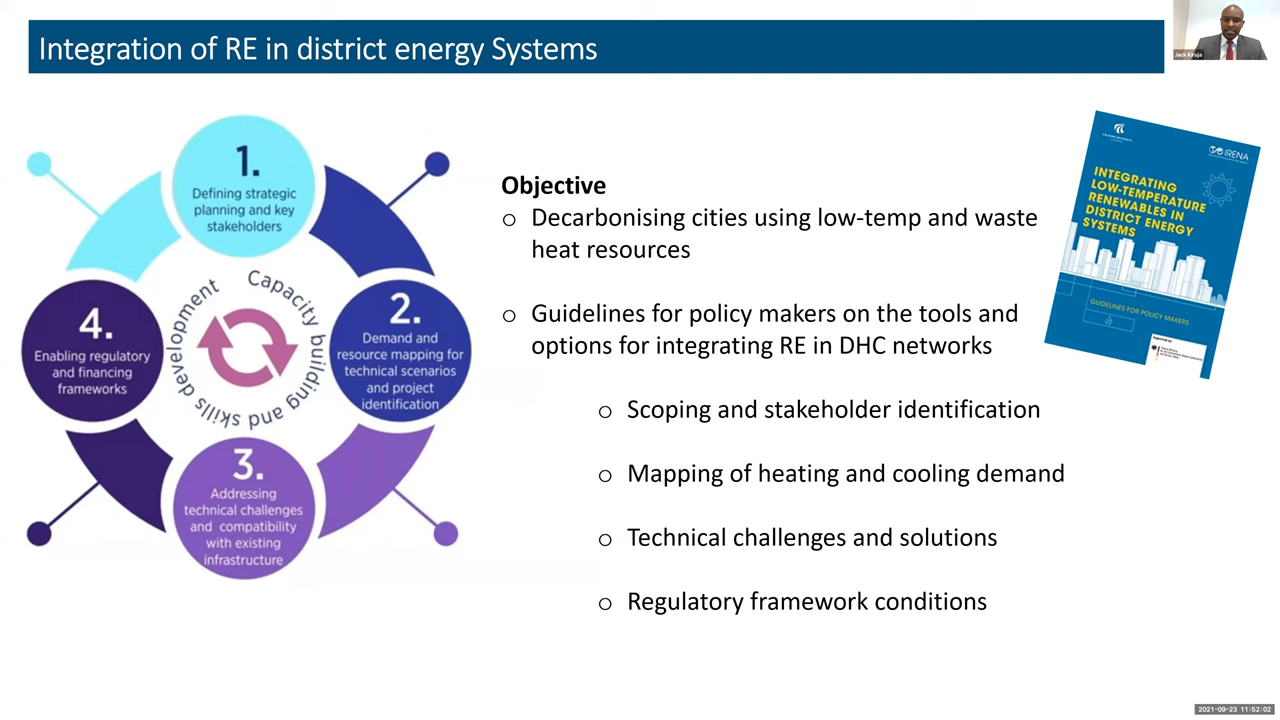 Integration of RE in district energy Systems
Jack Kiruja
1.
Defining strategic
planning and key
stakeholders
2.
Demand and
resource mapping for
technical scenarios
and project
identification
3.
Addressing
technical challenges
and compatibility
with existing
infrastructure
4.
Enabling regulatory
and financing
frameworks
Capacity building and skills development
Objective
o Decarbonising cities using low-temp and waste
heat resources
o Guidelines for policy makers on the tools and
options for integrating RE in DHC networks
o Scoping and stakeholder identification
o Mapping of heating and cooling demand
o Technical challenges and solutions
o Regulatory framework conditions
IRENA
INTEGRATING
LOW-TEMPERATURE
RENEWABLES IN
DISTRICT ENERGY
SYSTEMS
GUIDELINES FOR POLICY MAKERS
2021-09-23 11:52:02